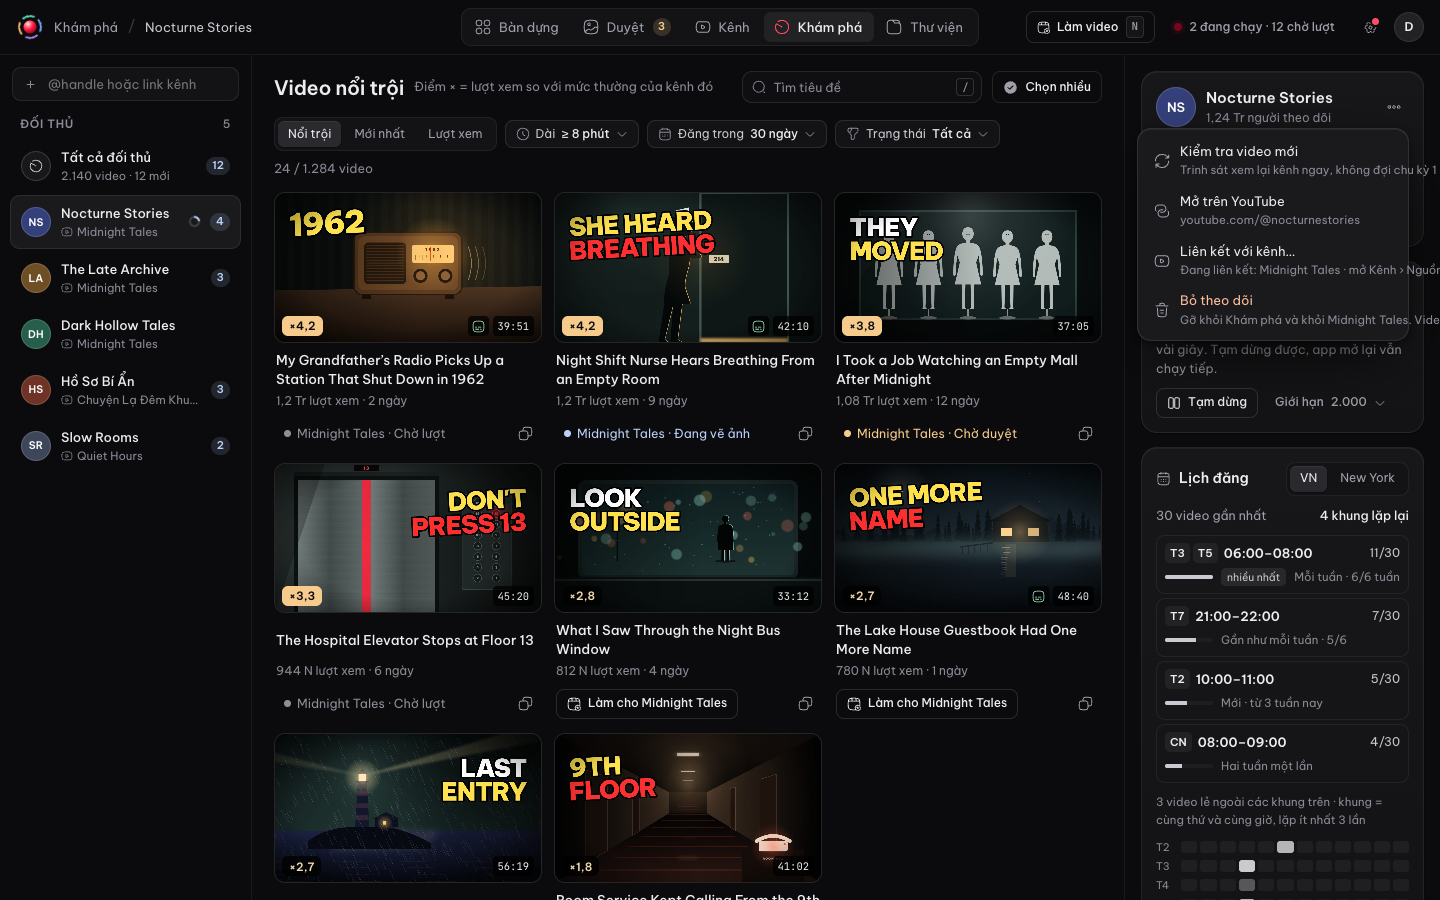 Khám phá / Nocturne Stories
Bàn dựng
Duyệt 3
Kênh
Khám phá
Thư viện
Làm video N
2 đang chạy · 12 chờ lượt
D
@handle hoặc link kênh
ĐỐI THỦ 5
Tất cả đối thủ
2.140 video · 12 mới
12
NS
Nocturne Stories
Midnight Tales
4
LA
The Late Archive
Midnight Tales
3
DH
Dark Hollow Tales
Midnight Tales
HS
Hồ Sơ Bí Ẩn
Chuyện Lạ Đêm Khu...
3
SR
Slow Rooms
Quiet Hours
2
Video nổi trội
Điểm × = lượt xem so với mức thường của kênh đó
Tìm tiêu đề /
Chọn nhiều
Nổi trội
Mới nhất
Lượt xem
Dài ≥ 8 phút
Đăng trong 30 ngày
Trạng thái Tất cả
24 / 1.284 video
1962
×4,2
39:51
My Grandfather's Radio Picks Up a
Station That Shut Down in 1962
1,2 Tr lượt xem · 2 ngày
Midnight Tales · Chờ lượt
SHE HEARD
BREATHING
214
×4,2
42:10
Night Shift Nurse Hears Breathing From
an Empty Room
1,2 Tr lượt xem · 9 ngày
Midnight Tales · Đang vẽ ảnh
THEY
MOVED
×3,8
37:05
I Took a Job Watching an Empty Mall
After Midnight
1,08 Tr lượt xem · 12 ngày
Midnight Tales · Chờ duyệt
13
DON'T
PRESS 13
×3,3
45:20
The Hospital Elevator Stops at Floor 13
944 N lượt xem · 6 ngày
Midnight Tales · Chờ lượt
LOOK
OUTSIDE
×2,8
33:12
What I Saw Through the Night Bus
Window
812 N lượt xem · 4 ngày
Làm cho Midnight Tales
ONE MORE
NAME
×2,7
48:40
The Lake House Guestbook Had One
More Name
780 N lượt xem · 1 ngày
Làm cho Midnight Tales
LAST
ENTRY
×2,7
56:19
9TH
FLOOR
×1,8
41:02
Room Service Kept Calling From the 9th
NS
Nocturne Stories
1,24 Tr người theo dõi
Kiểm tra video mới
Trinh sát xem lại kênh ngay, không đợi chu kỳ 1
Mở trên YouTube
youtube.com/@nocturnestories
Liên kết với kênh...
Đang liên kết: Midnight Tales · mở Kênh › Nguồn
Bỏ theo dõi
Gỡ khỏi Khám phá và khỏi Midnight Tales. Vide
vài giây. Tạm dừng được, app mở lại vẫn
chạy tiếp.
Tạm dừng
Giới hạn 2.000
Lịch đăng
VN
New York
30 video gần nhất
4 khung lặp lại
T3 T5 06:00–08:00 11/30
nhiều nhất Mỗi tuần · 6/6 tuần
T7 21:00–22:00 7/30
Gần như mỗi tuần · 5/6
T2 10:00–11:00 5/30
Mới · từ 3 tuần nay
CN 08:00–09:00 4/30
Hai tuần một lần
3 video lẻ ngoài các khung trên · khung =
cùng thứ và cùng giờ, lặp ít nhất 3 lần
T2
T3
T4